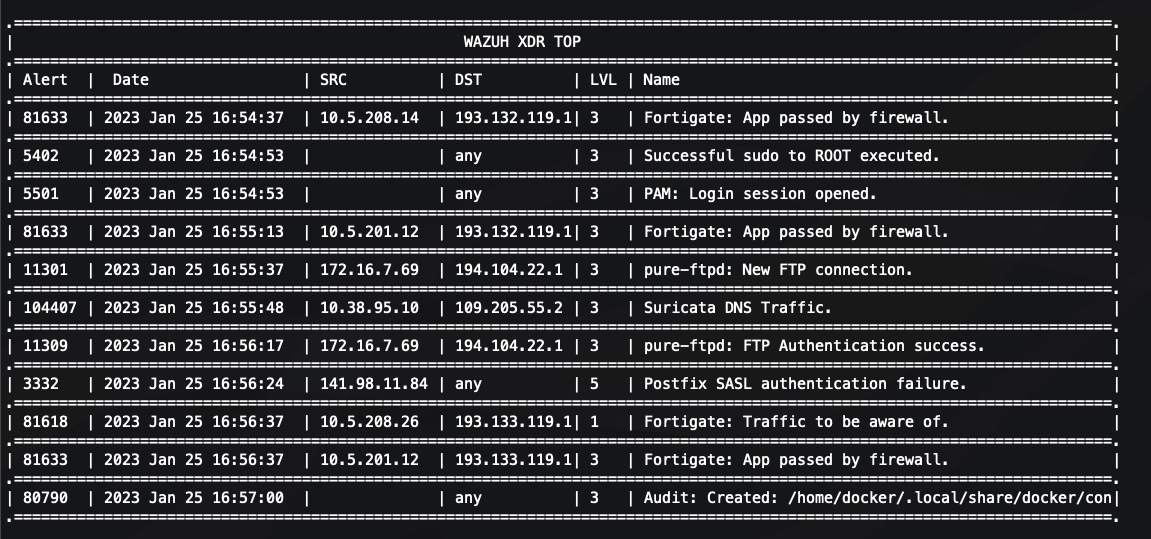 WAZUH XDR TOP
| Alert | Date | SRC | DST | LVL | Name |
| 81633 | 2023 Jan 25 16:54:37 | 10.5.208.14 | 193.132.119.1| 3 | Fortigate: App passed by firewall. |
| 5402 | 2023 Jan 25 16:54:53 | | any | 3 | Successful sudo to ROOT executed. |
| 5501 | 2023 Jan 25 16:54:53 | | any | 3 | PAM: Login session opened. |
| 81633 | 2023 Jan 25 16:55:13 | 10.5.201.12 | 193.132.119.1| 3 | Fortigate: App passed by firewall. |
| 11301 | 2023 Jan 25 16:55:37 | 172.16.7.69 | 194.104.22.1 | 3 | pure-ftpd: New FTP connection. |
| 104407 | 2023 Jan 25 16:55:48 | 10.38.95.10 | 109.205.55.2 | 3 | Suricata DNS Traffic. |
| 11309 | 2023 Jan 25 16:56:17 | 172.16.7.69 | 194.104.22.1 | 3 | pure-ftpd: FTP Authentication success. |
| 3332 | 2023 Jan 25 16:56:24 | 141.98.11.84 | any | 5 | Postfix SASL authentication failure. |
| 81618 | 2023 Jan 25 16:56:37 | 10.5.208.26 | 193.133.119.1| 1 | Fortigate: Traffic to be aware of. |
| 81633 | 2023 Jan 25 16:56:37 | 10.5.201.12 | 193.133.119.1| 3 | Fortigate: App passed by firewall. |
| 80790 | 2023 Jan 25 16:57:00 | | any | 3 | Audit: Created: /home/docker/.local/share/docker/con|